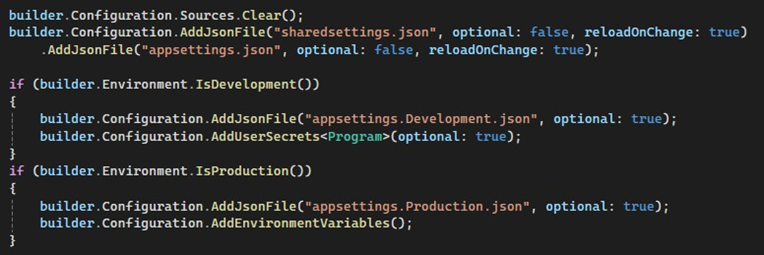 builder.Configuration.Sources.Clear();
builder.Configuration.AddJsonFile("sharedsettings.json", optional: false, reloadOnChange: true)
    .AddJsonFile("appsettings.json", optional: false, reloadOnChange: true);

if (builder.Environment.IsDevelopment())
{
    builder.Configuration.AddJsonFile("appsettings.Development.json", optional: true);
    builder.Configuration.AddUserSecrets<Program>(optional: true);
}
if (builder.Environment.IsProduction())
{
    builder.Configuration.AddJsonFile("appsettings.Production.json", optional: true);
    builder.Configuration.AddEnvironmentVariables();
}